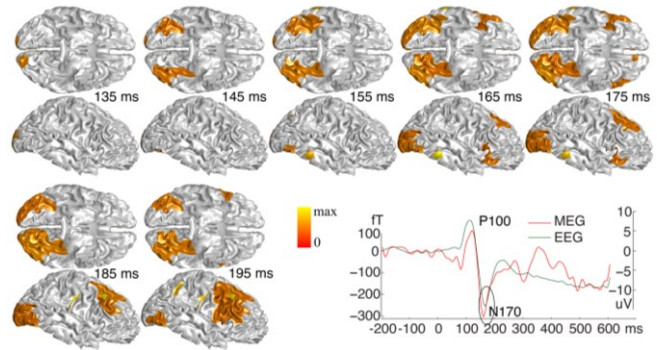 135 ms
145 ms
155 ms
165 ms
175 ms
185 ms
195 ms
max
0
fT
100
0
−100
−200
−300
P100
N170
MEG
EEG
10
5
0
−5
−10
uV
−200 −100 0 100 200 300 400 500 600 ms